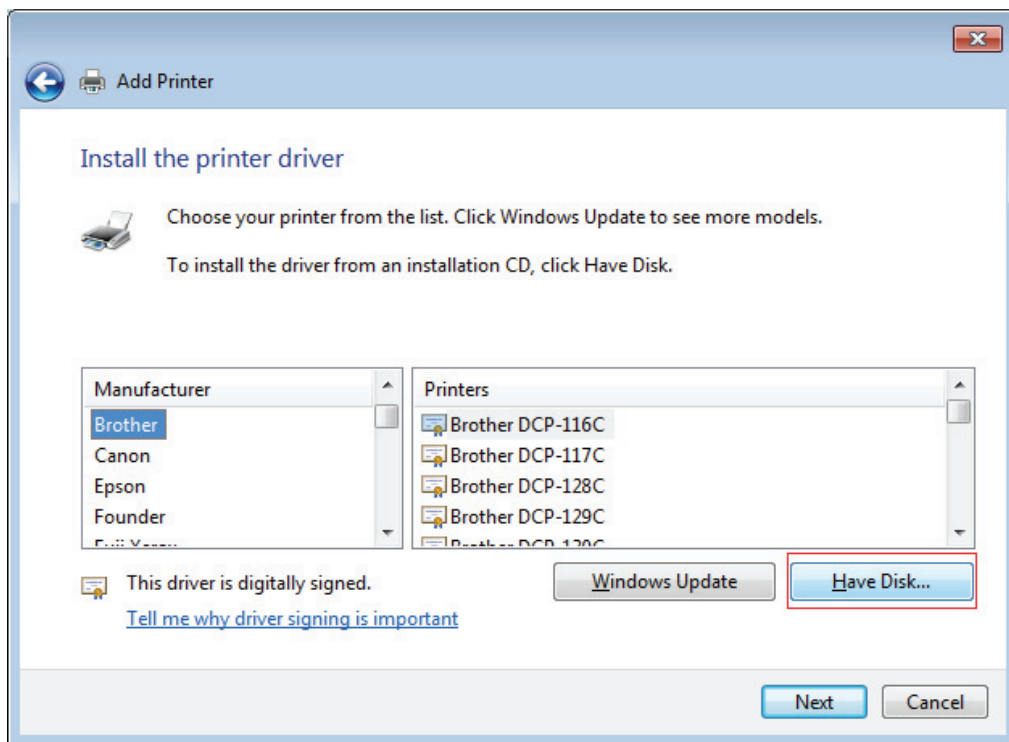 Add Printer
Install the printer driver
Choose your printer from the list. Click Windows Update to see more models.
To install the driver from an installation CD, click Have Disk.
Manufacturer
Brother
Canon
Epson
Founder
Printers
Brother DCP-116C
Brother DCP-117C
Brother DCP-128C
Brother DCP-129C
This driver is digitally signed.
Tell me why driver signing is important
Windows Update
Have Disk...
Next
Cancel